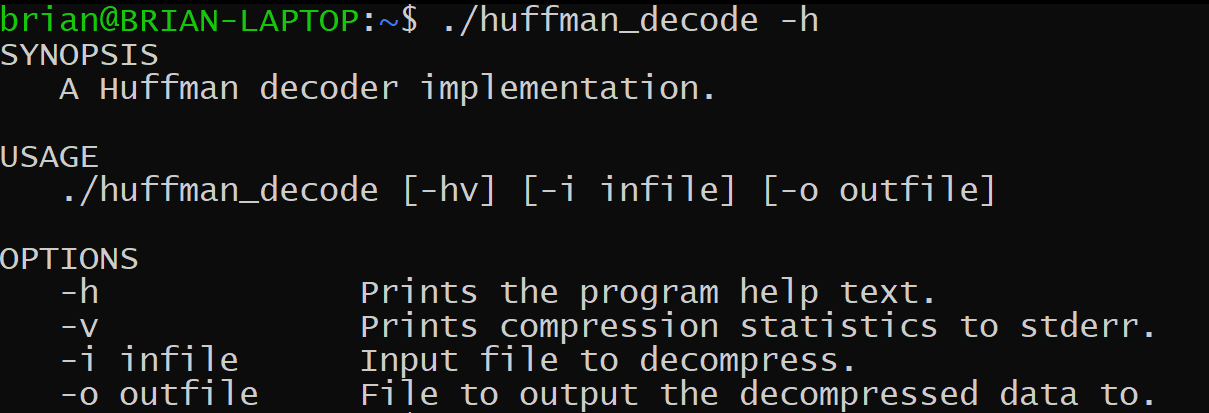 brian@BRIAN-LAPTOP:~$ ./huffman_decode -h
SYNOPSIS
   A Huffman decoder implementation.

USAGE
   ./huffman_decode [-hv] [-i infile] [-o outfile]

OPTIONS
   -h             Prints the program help text.
   -v             Prints compression statistics to stderr.
   -i infile      Input file to decompress.
   -o outfile     File to output the decompressed data to.